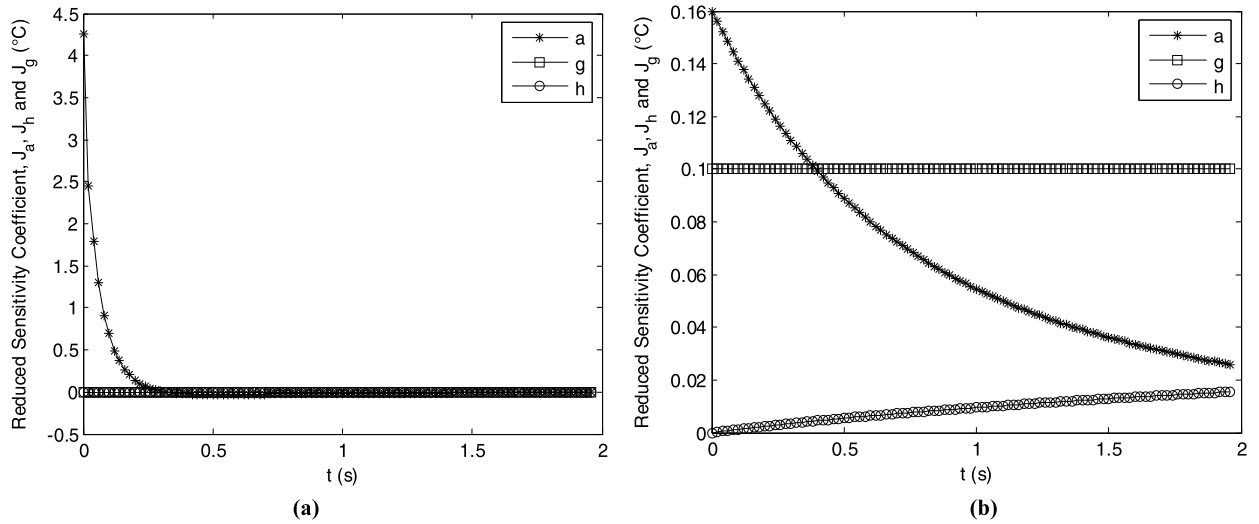 Reduced Sensitivity Coefficient, J_a, J_h and J_g (°C)
4.5
4
3.5
3
2.5
2
1.5
1
0.5
0
-0.5
0
0.5
1
1.5
2
t (s)
a
g
h
(a)
Reduced Sensitivity Coefficient, J_a, J_h and J_g (°C)
0.16
0.14
0.12
0.1
0.08
0.06
0.04
0.02
0
0
0.5
1
1.5
2
t (s)
a
g
h
(b)